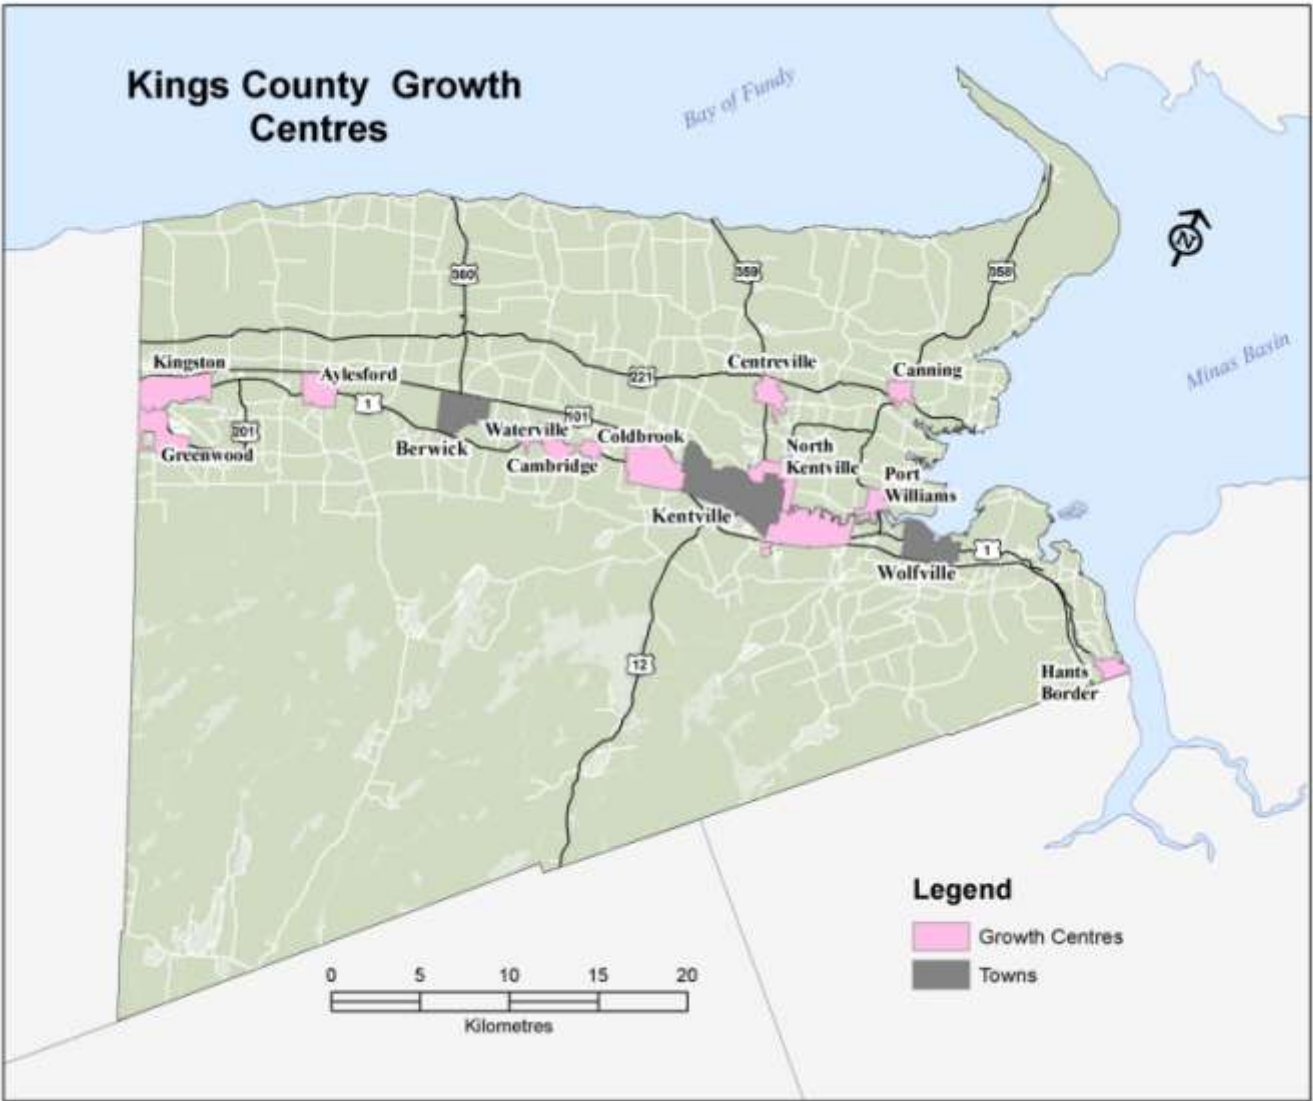 Kings County Growth
Centres
Bay of Fundy
N
360
359
358
Minas Basin
Kingston
Aylesford
221
Centreville
Canning
1
101
201
Greenwood
Berwick
Waterville
Cambridge
Coldbrook
North
Kentville
Port
Williams
Kentville
Wolfville
1
12
Hants
Border
Legend
Growth Centres
Towns
0 5 10 15 20
Kilometres